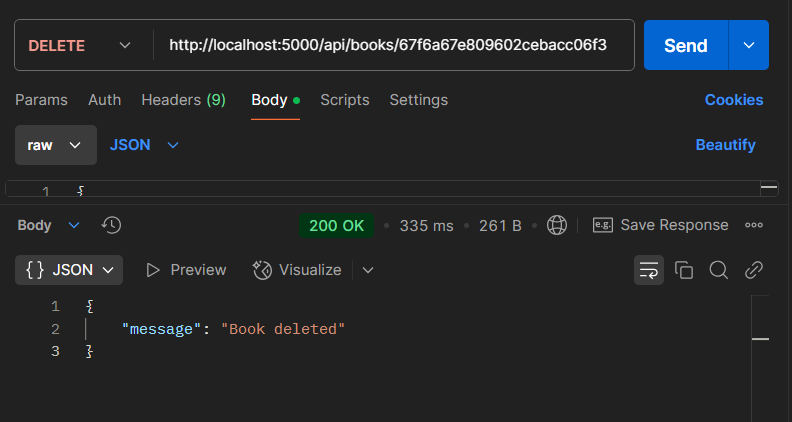 DELETE http://localhost:5000/api/books/67f6a67e809602cebacc06f3 Send
Params Auth Headers (9) Body Scripts Settings Cookies
raw JSON Beautify
1 {
Body 200 OK 335 ms 261 B e.g. Save Response
{} JSON Preview Visualize
1 {
2 "message": "Book deleted"
3 }